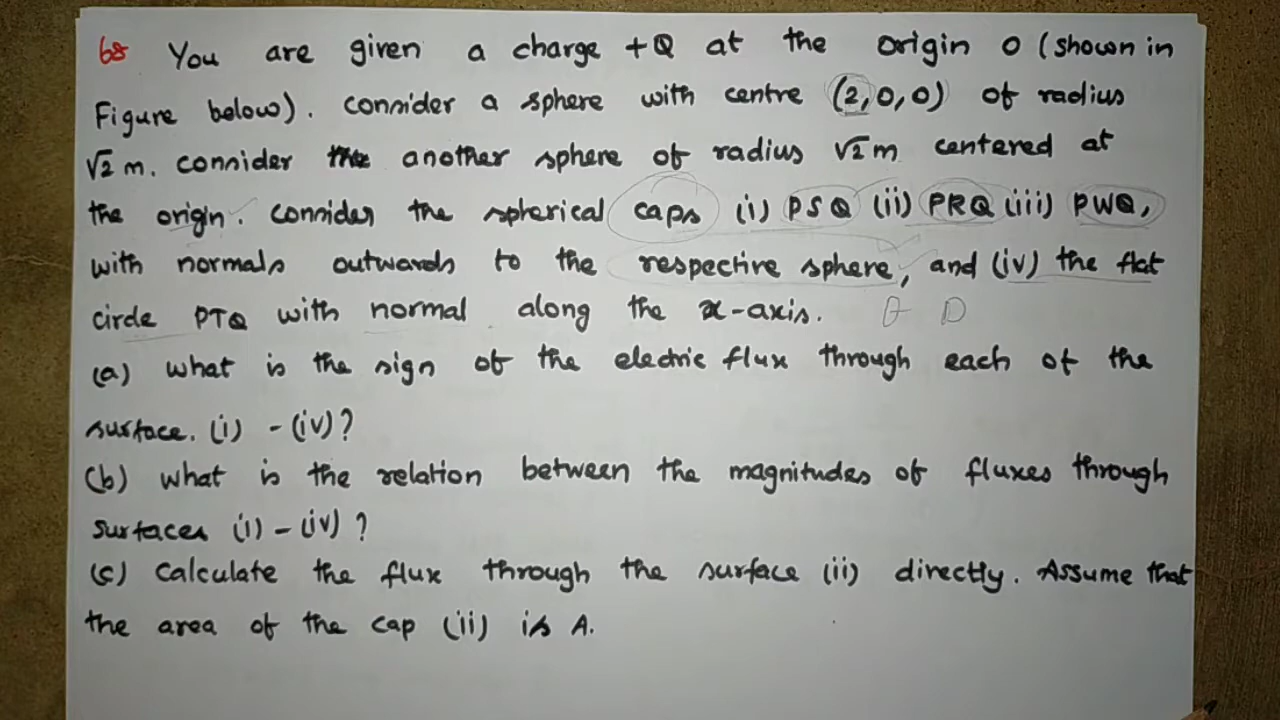 68 You are given a charge +Q at the origin O (shown in
Figure below). Consider a sphere with centre (2,0,0) of radius
√2 m. consider another sphere of radius √2 m centered at
the origin. Consider the spherical caps (i) PSQ (ii) PRQ (iii) PWQ,
with normals outwards to the respective sphere, and (iv) the flat
circle PTQ with normal along the x-axis.
(a) what is the sign of the electric flux through each of the
surface. (i) - (iv)?
(b) what is the relation between the magnitudes of fluxes through
surfaces (i) - (iv) ?
(c) calculate the flux through the surface (ii) directly. Assume that
the area of the cap (ii) is A.